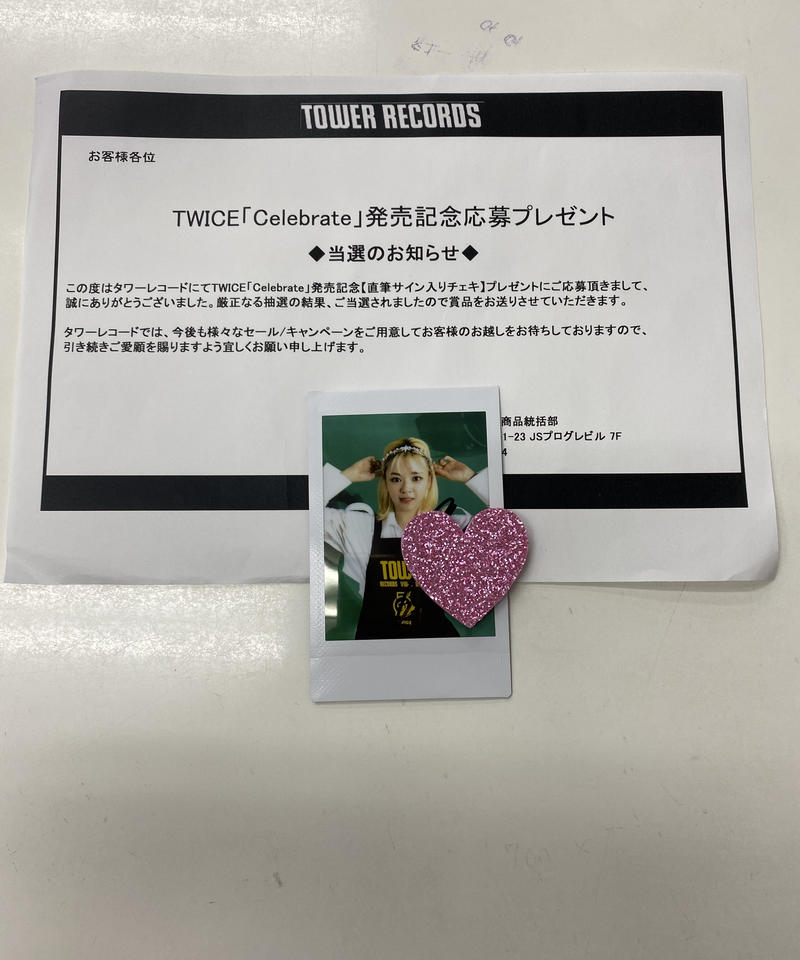 TOWER RECORDS
お客様各位
TWICE「Celebrate」発売記念応募プレゼント
◆当選のお知らせ◆
この度はタワーレコードにてTWICE「Celebrate」発売記念【直筆サイン入りチェキ】プレゼントにご応募頂きまして、
誠にありがとうございました。厳正なる抽選の結果、ご当選されましたので賞品をお送りさせていただきます。
タワーレコードでは、今後も様々なセール/キャンペーンをご用意してお客様のお越しをお待ちしておりますので、
引き続きご愛顧を賜りますよう宜しくお願い申し上げます。
商品統括部
1-23 JSプログレビル 7F
4
TOW
RECORDS